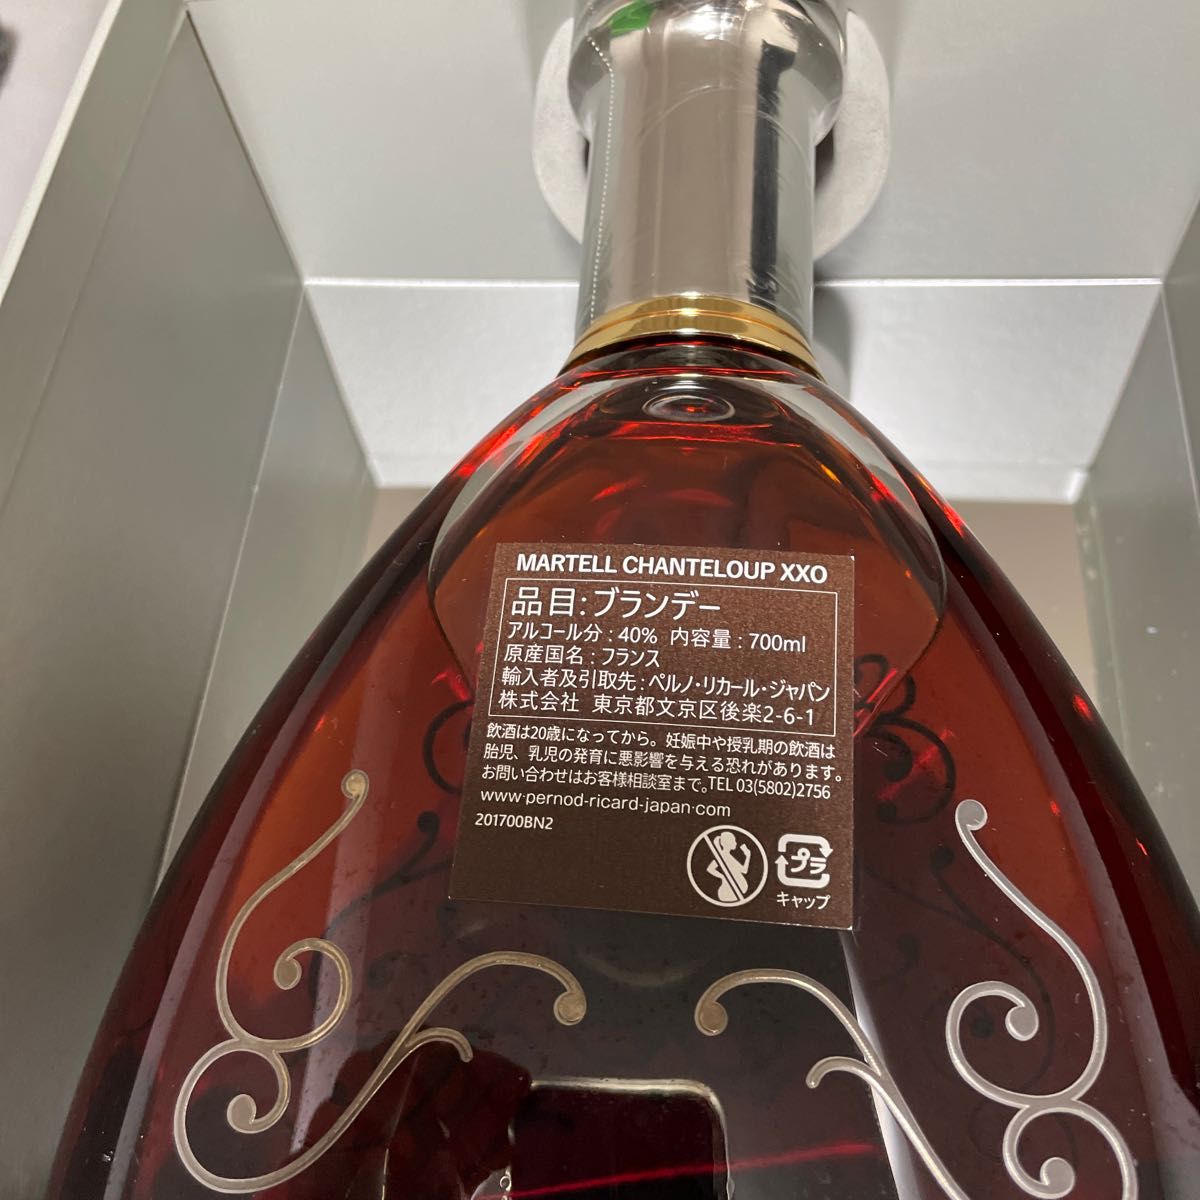 MARTELL CHANTELOUP XXO
品目:ブランデー
アルコール分:40% 内容量:700ml
原産国名:フランス
輸入者及引取先:ペルノ・リカール・ジャパン
株式会社 東京都文京区後楽2-6-1
飲酒は20歳になってから。妊娠中や授乳期の飲酒は
胎児、乳児の発育に悪影響を与える恐れがあります。
お問い合わせはお客様相談室まで。TEL 03(5802)2756
www·pernod-ricard-japan·com
201700BN2
プラ
キャップ